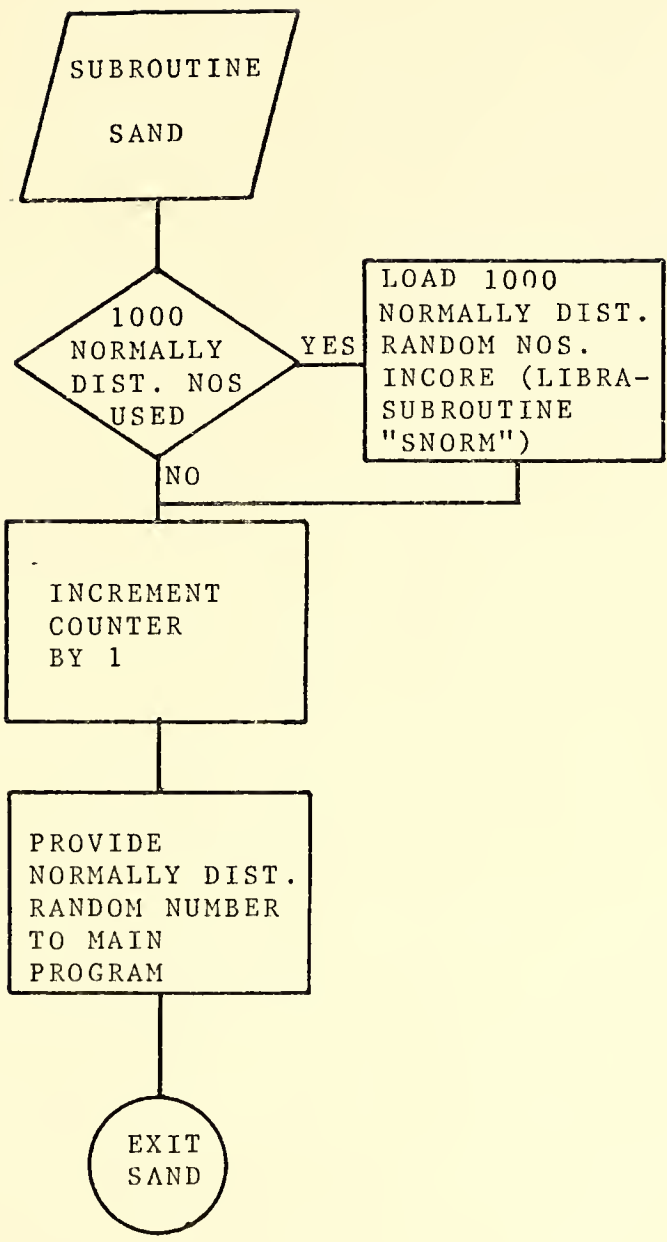 SUBROUTINE
SAND
1000
NORMALLY
DIST. NOS
USED
YES
LOAD 1000
NORMALLY DIST.
RANDOM NOS.
INCORE (LIBRA-
SUBROUTINE
"SNORM")
NO
INCREMENT
COUNTER
BY 1
PROVIDE
NORMALLY DIST.
RANDOM NUMBER
TO MAIN
PROGRAM
EXIT
SAND